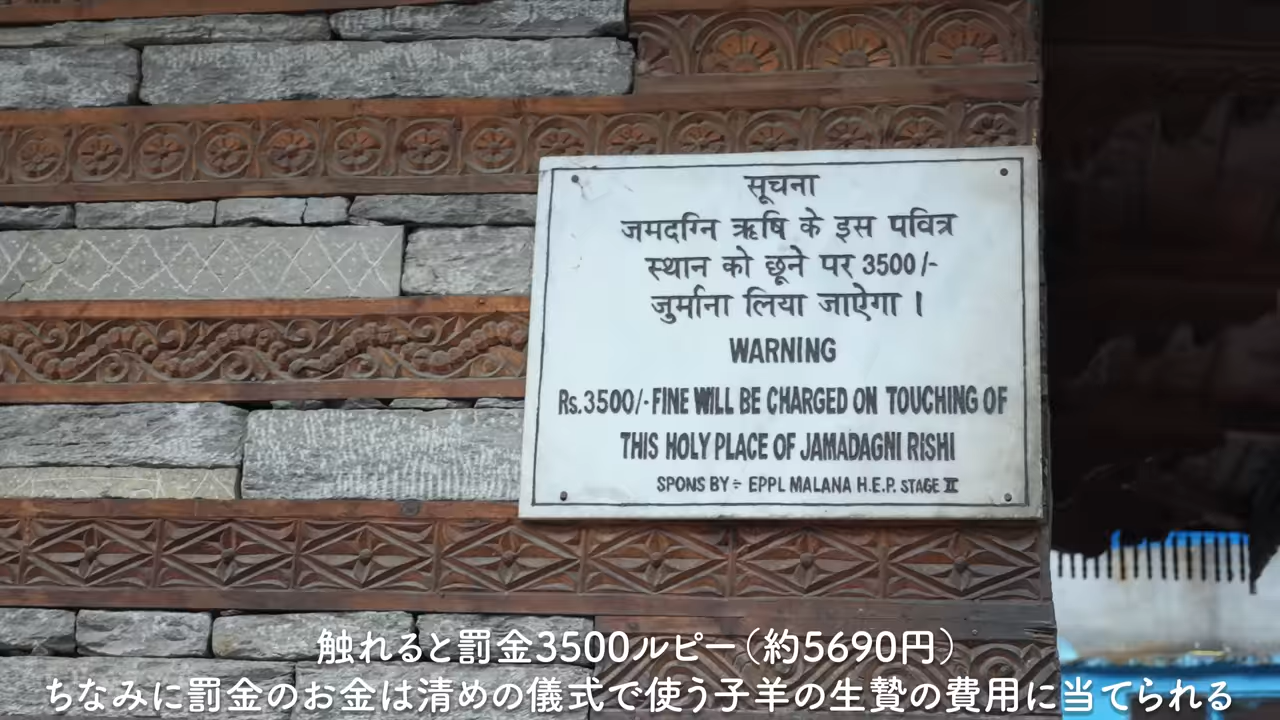 सूचना
जमदग्नि ऋषि के इस पवित्र
स्थान को छूने पर 3500/-
जुर्माना लिया जाऐगा ।
WARNING
Rs.3500/- FINE WILL BE CHARGED ON TOUCHING OF
THIS HOLY PLACE OF JAMADAGNI RISHI
SPONS BY÷ EPPL MALANA H.E.P. STAGE II
触れると罰金3500ルピー（約5690円）
ちなみに罰金のお金は清めの儀式で使う子羊の生贄の費用に当てられる